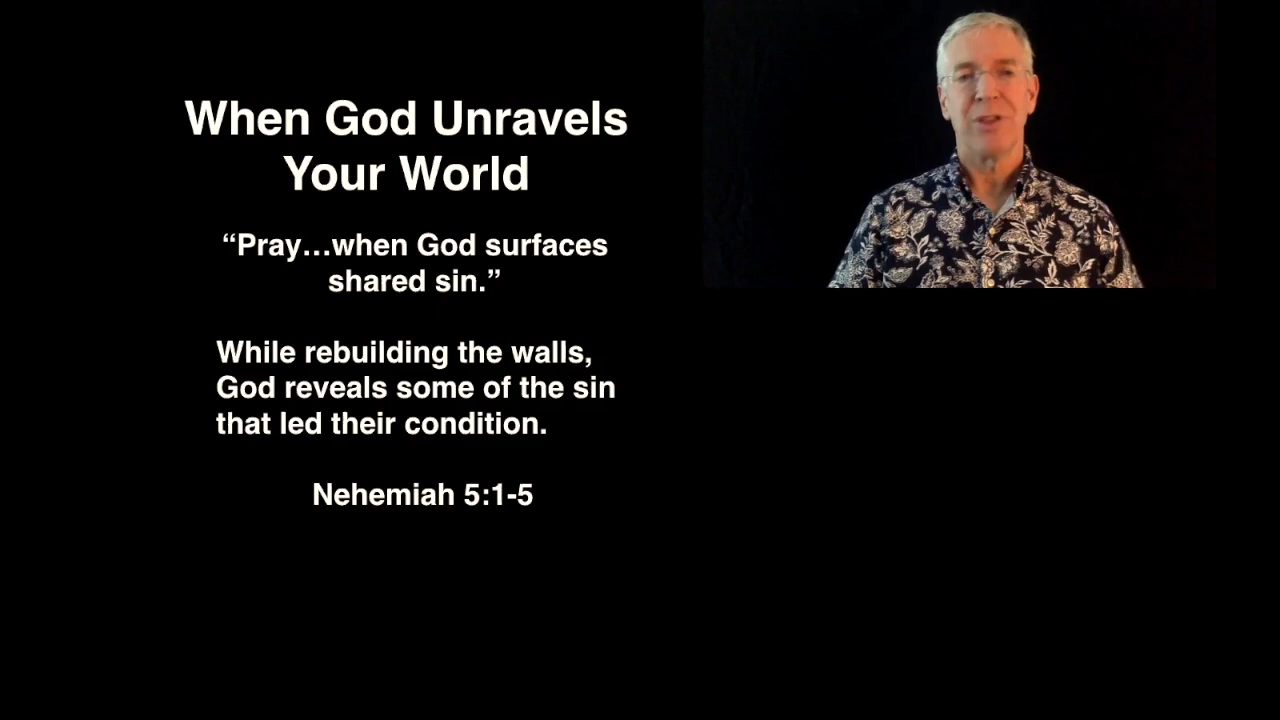 When God Unravels
Your World
“Pray...when God surfaces
shared sin.”
While rebuilding the walls,
God reveals some of the sin
that led their condition.
Nehemiah 5:1-5